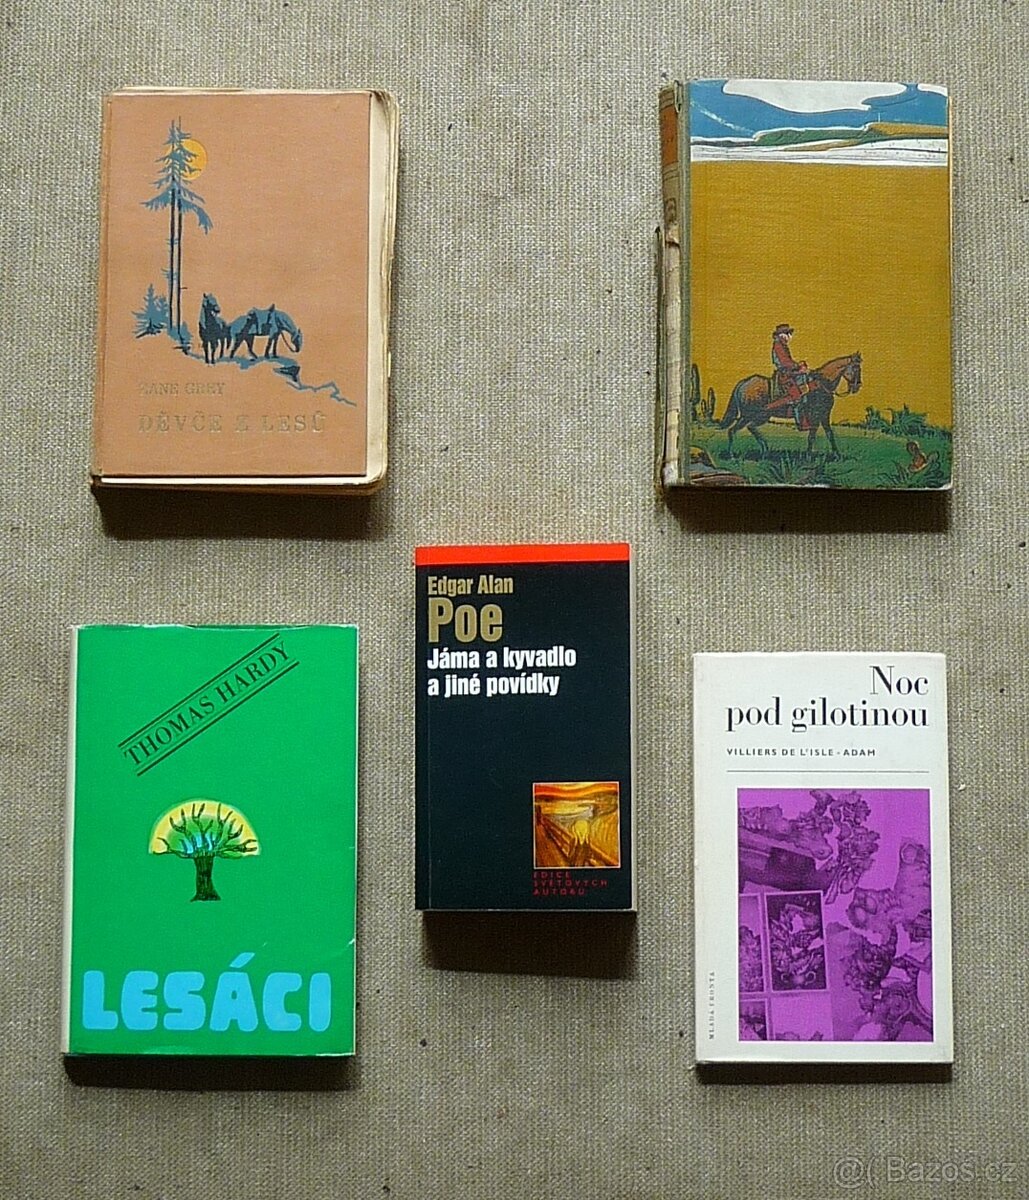 ZANE GREY
DĚVČE Z LESŮ
Edgar Alan
Poe
Jáma a kyvadlo
a jiné povídky
EDICE
SVĚTOVÝCH
AUTORŮ
THOMAS HARDY
LESÁCI
Noc
pod gilotinou
VILLIERS DE L'ISLE-ADAM
MLADÁ FRONTA
@( Bazos.cz